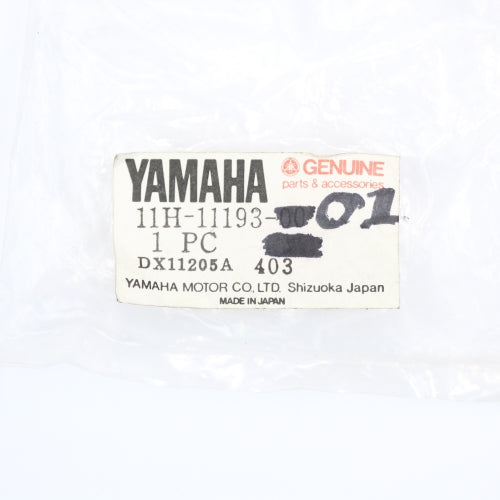 YAMAHA GENUINE
parts & accessories
11H-11193-00 01
1 PC
DX11205A 403
YAMAHA MOTOR CO., LTD. Shizuoka Japan
MADE IN JAPAN